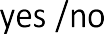 yes /no